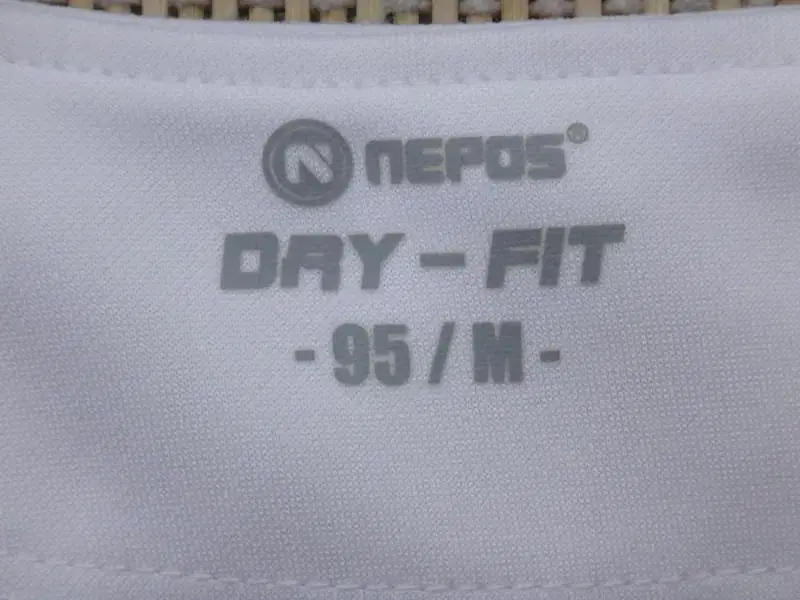 N NEPOS®
DRY - FIT
- 95 / M -